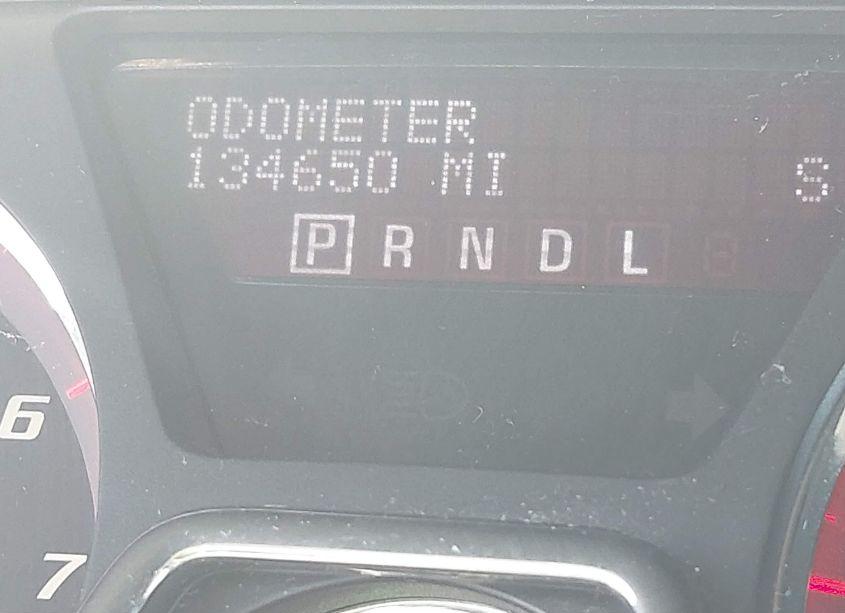 ODOMETER
134650 MI S
P R N D L
6
7